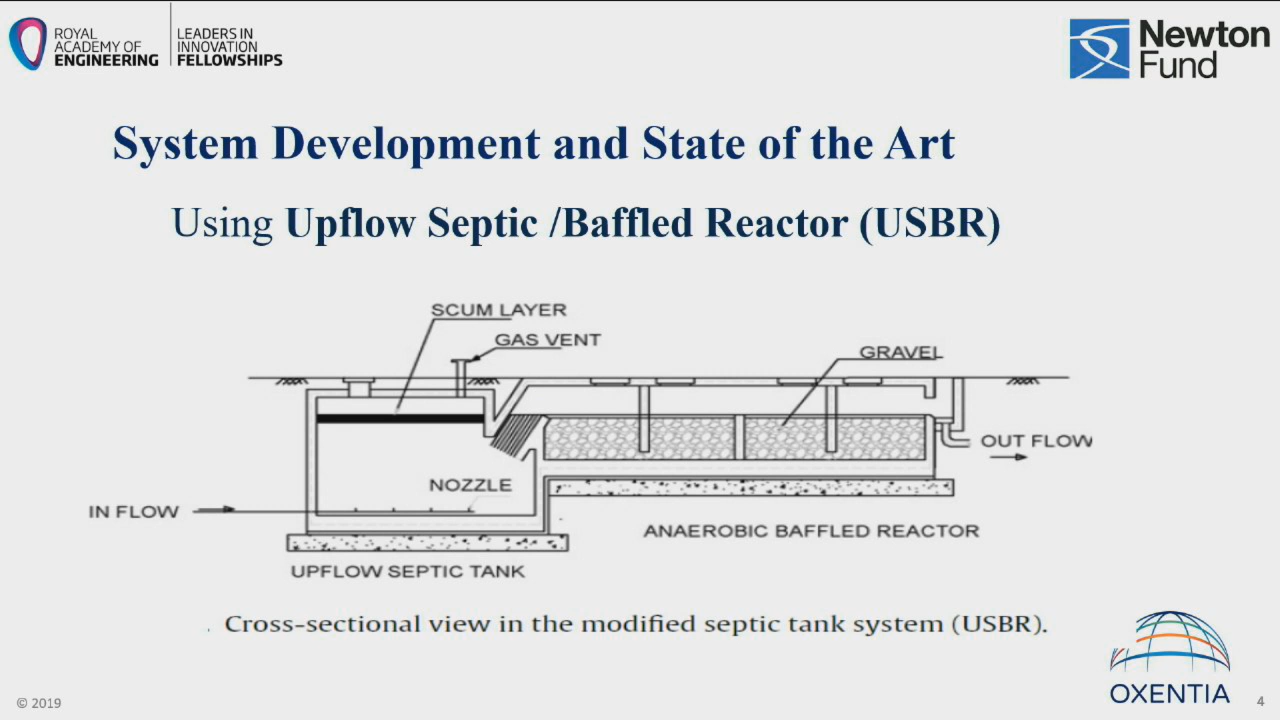 ROYAL
ACADEMY OF
ENGINEERING
LEADERS IN
INNOVATION
FELLOWSHIPS
Newton
Fund
System Development and State of the Art
Using Upflow Septic /Baffled Reactor (USBR)
SCUM LAYER
GAS VENT
GRAVEL
OUT FLOW
NOZZLE
IN FLOW
ANAEROBIC BAFFLED REACTOR
UPFLOW SEPTIC TANK
Cross-sectional view in the modified septic tank system (USBR).
OXENTIA
© 2019
4